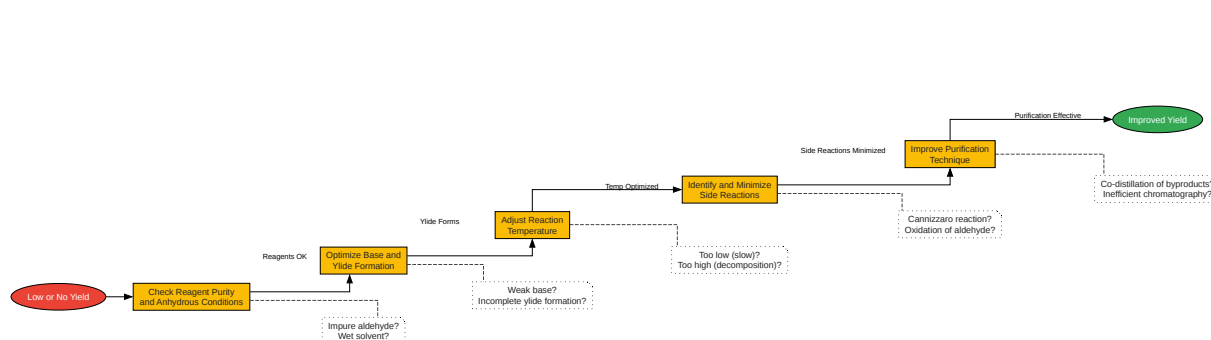 Low or No Yield
Check Reagent Purity
and Anhydrous Conditions
Impure aldehyde?
Wet solvent?
Reagents OK
Optimize Base and
Ylide Formation
Weak base?
Incomplete ylide formation?
Ylide Forms
Adjust Reaction
Temperature
Too low (slow)?
Too high (decomposition)?
Temp Optimized
Identify and Minimize
Side Reactions
Cannizzaro reaction?
Oxidation of aldehyde?
Side Reactions Minimized
Improve Purification
Technique
Co-distillation of byproducts
Inefficient chromatography?
Purification Effective
Improved Yield